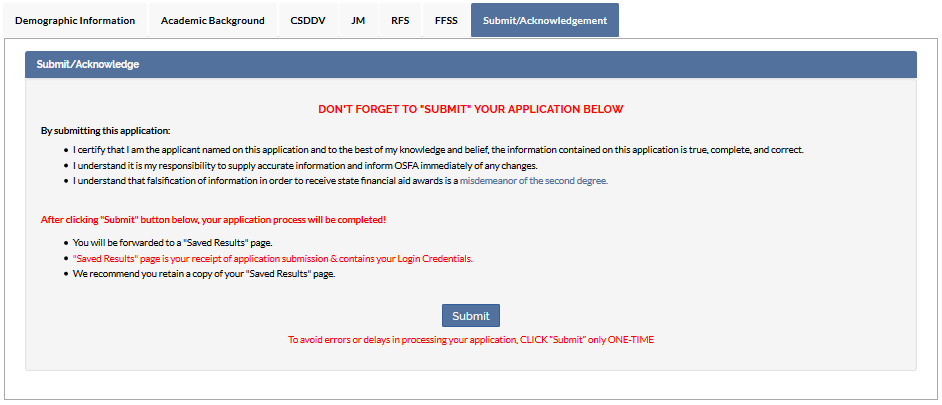 Demographic Information Academic Background CSDDV JM RFS FFSS Submit/Acknowledgement
Submit/Acknowledge
DON'T FORGET TO "SUBMIT" YOUR APPLICATION BELOW
By submitting this application:
I certify that I am the applicant named on this application and to the best of my knowledge and belief, the information contained on this application is true, complete, and correct.
I understand it is my responsibility to supply accurate information and inform OSFA immediately of any changes.
I understand that falsification of information in order to receive state financial aid awards is a misdemeanor of the second degree.
After clicking "Submit" button below, your application process will be completed!
You will be forwarded to a "Saved Results" page.
"Saved Results" page is your receipt of application submission & contains your Login Credentials.
We recommend you retain a copy of your "Saved Results" page.
Submit
To avoid errors or delays in processing your application, CLICK "Submit" only ONE-TIME